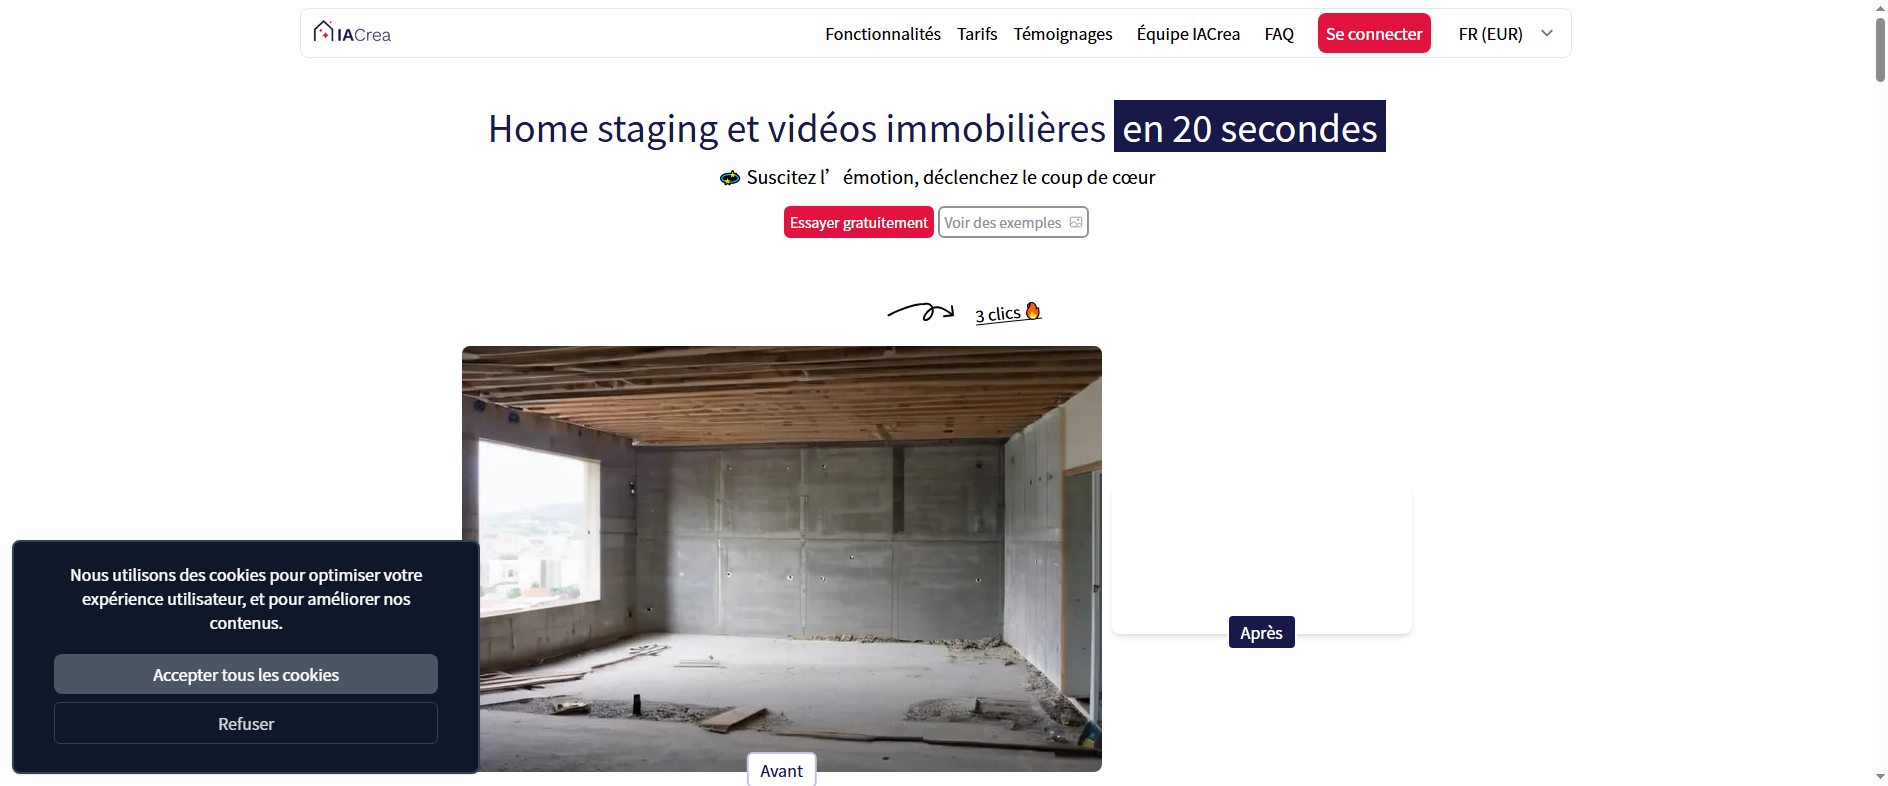 IACrea
Fonctionnalités Tarifs Témoignages Équipe IACrea FAQ Se connecter FR (EUR)
Home staging et vidéos immobilières en 20 secondes
Suscitez l’émotion, déclenchez le coup de cœur
Essayer gratuitement Voir des exemples
3 clics
Après
Nous utilisons des cookies pour optimiser votre
expérience utilisateur, et pour améliorer nos
contenus.
Accepter tous les cookies
Refuser
Avant